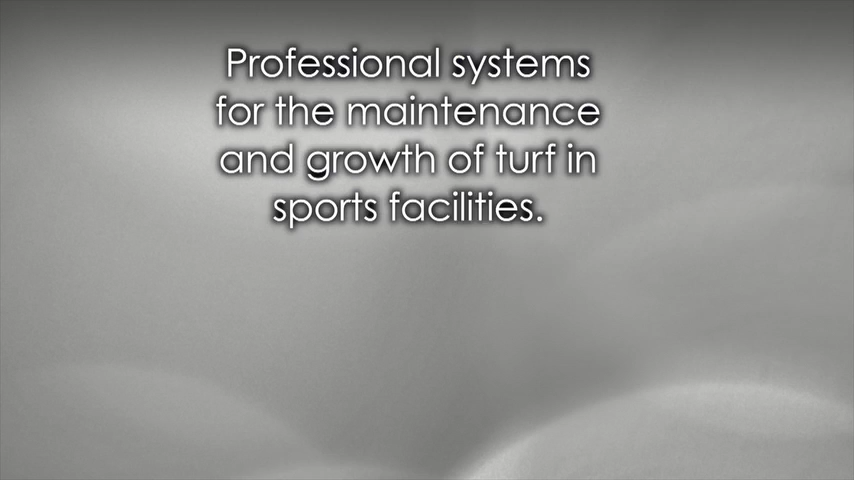 Professional systems
for the maintenance
and growth of turf in
sports facilities.